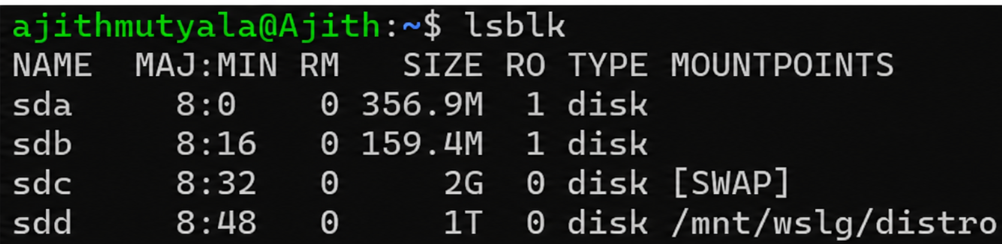 ajithmutyala@Ajith:~$ lsblk
NAME MAJ:MIN RM SIZE RO TYPE MOUNTPOINTS
sda 8:0 0 356.9M 1 disk
sdb 8:16 0 159.4M 1 disk
sdc 8:32 0 2G 0 disk [SWAP]
sdd 8:48 0 1T 0 disk /mnt/wslg/distro